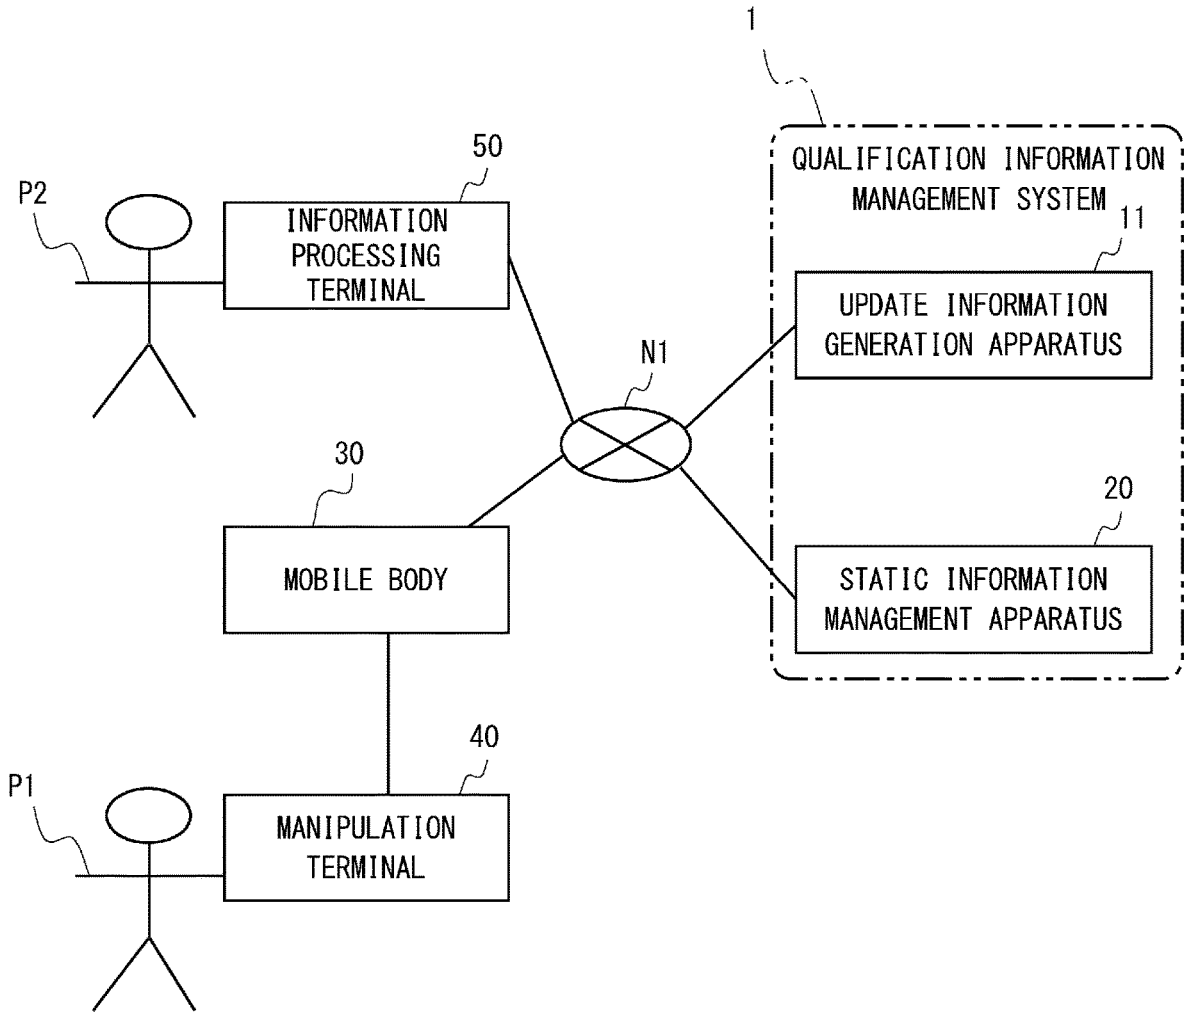 1
QUALIFICATION INFORMATION
MANAGEMENT SYSTEM
50
P2
INFORMATION
PROCESSING
TERMINAL
11
UPDATE INFORMATION
GENERATION APPARATUS
N1
30
MOBILE BODY
20
STATIC INFORMATION
MANAGEMENT APPARATUS
40
P1
MANIPULATION
TERMINAL